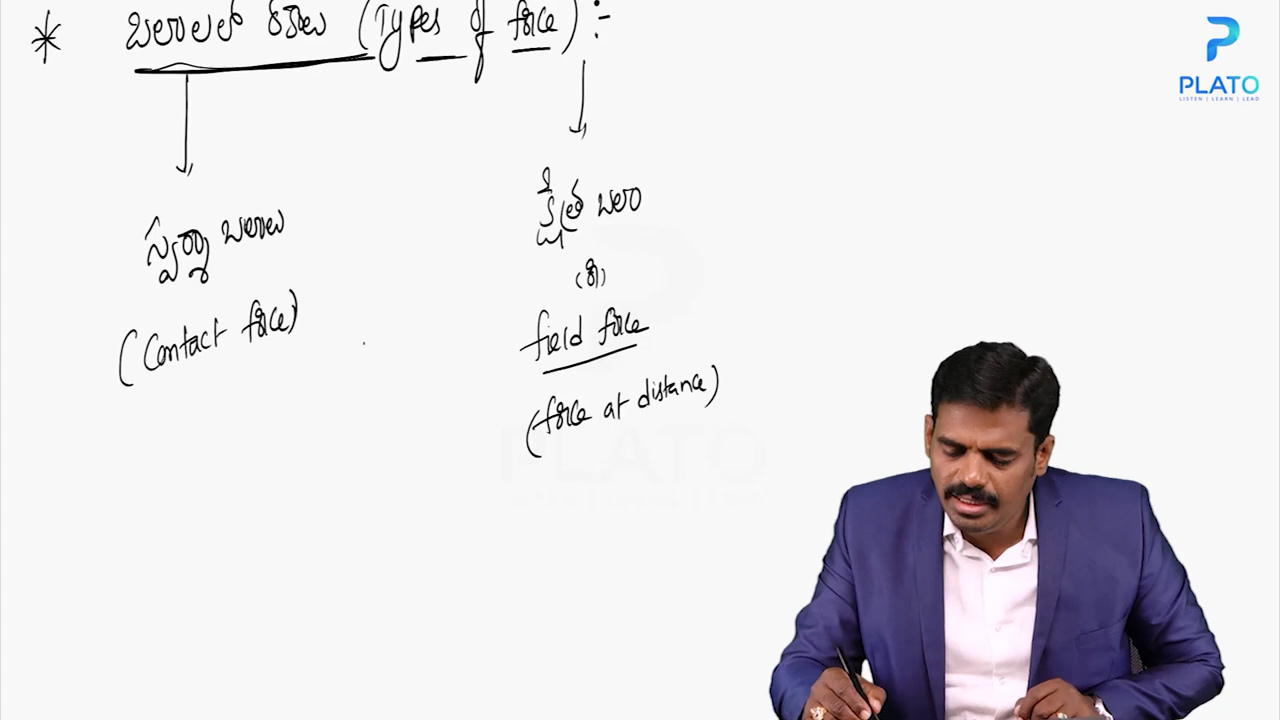 * బలాలలో రకాలు (Types of force) :-
స్పర్శా బలాలు
(Contact force)
క్షేత్ర బలం
(లే)
field force
(force at distance)
PLATO
LISTEN | LEARN | LEAD
PLATO